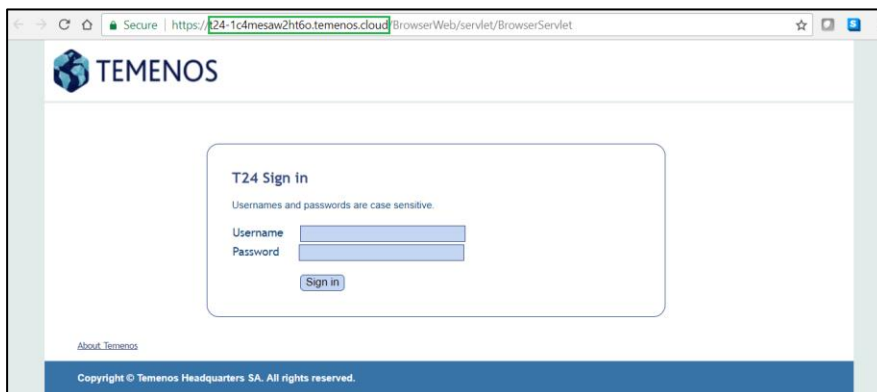 Secure | https://t24-1c4mesaw2ht6o.temenos.cloud/BrowserWeb/servlet/BrowserServlet
TEMENOS
T24 Sign in
Usernames and passwords are case sensitive.
Username
Password
Sign in
About Temenos
Copyright © Temenos Headquarters SA. All rights reserved.